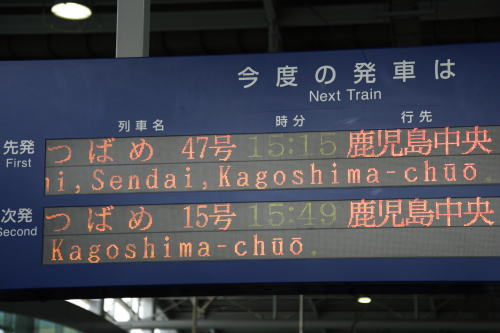 今度の発車は
Next Train
列車名 時分 行先
先発 つばめ 47号 15:15 鹿児島中央
First i,Sendai,Kagoshima-chūō.
次発 つばめ 15号 15:49 鹿児島中央
Second Kagoshima-chūō.